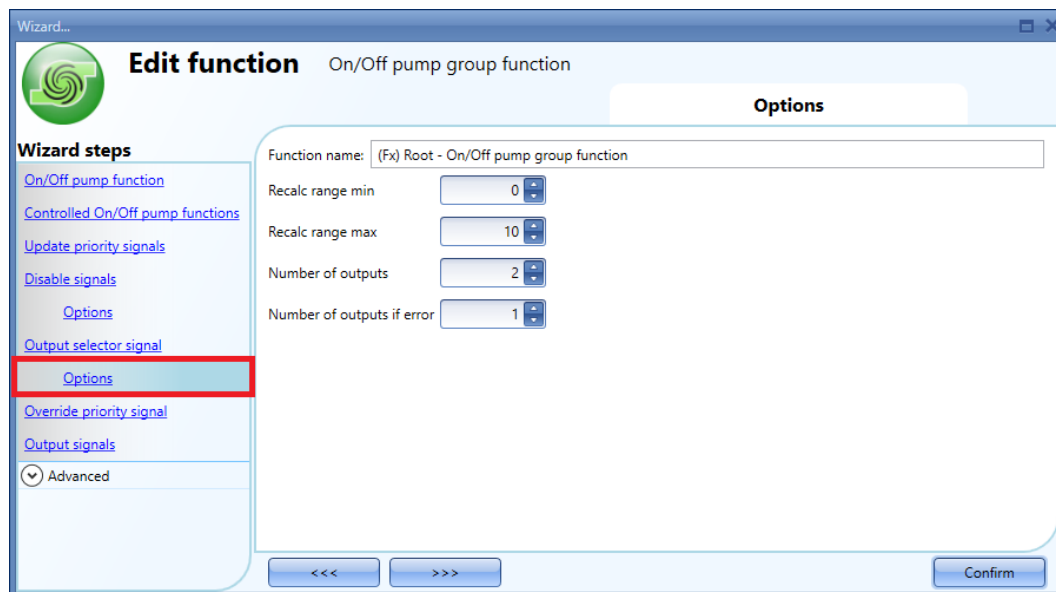 Wizard...
Edit function On/Off pump group function
Options
Wizard steps
On/Off pump function
Controlled On/Off pump functions
Update priority signals
Disable signals
Options
Output selector signal
Options
Override priority signal
Output signals
Advanced
Function name: (Fx) Root - On/Off pump group function
Recalc range min 0
Recalc range max 10
Number of outputs 2
Number of outputs if error 1
<<< >>> Confirm